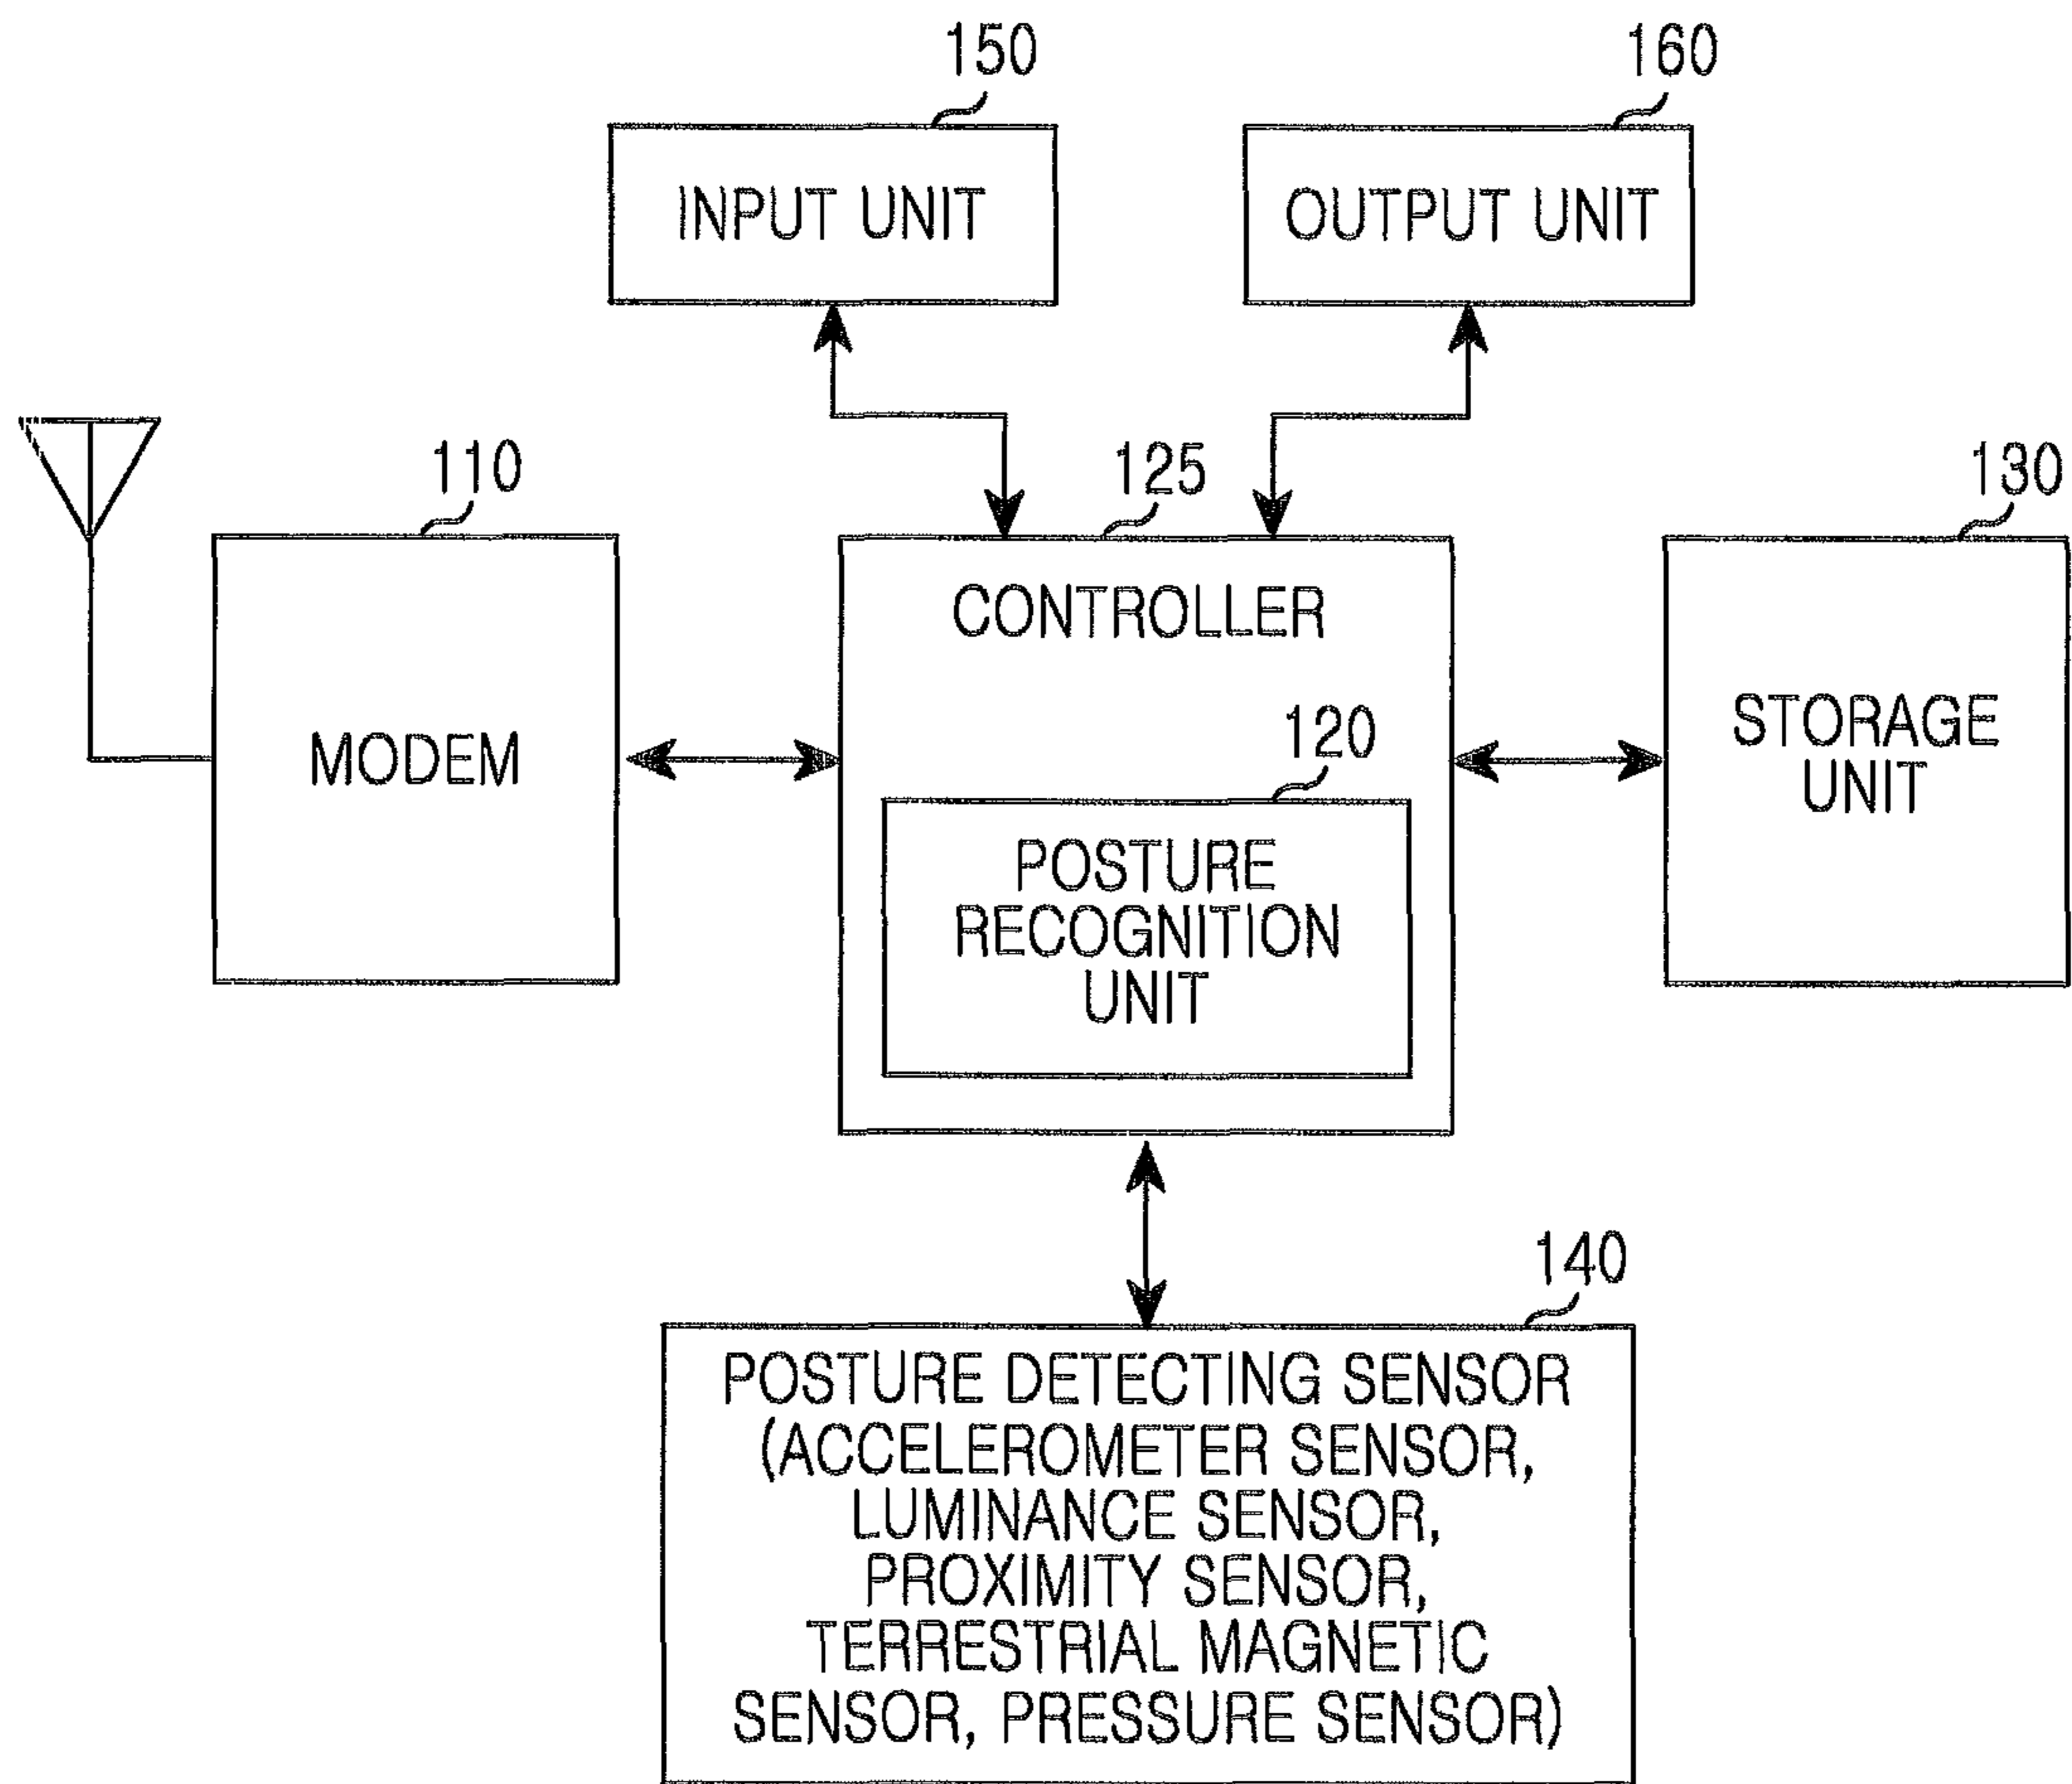 150
160
INPUT UNIT
OUTPUT UNIT
110
125
130
CONTROLLER
MODEM
STORAGE
UNIT
120
POSTURE
RECOGNITION
UNIT
140
POSTURE DETECTING SENSOR
(ACCELEROMETER SENSOR,
LUMINANCE SENSOR,
PROXIMITY SENSOR,
TERRESTRIAL MAGNETIC
SENSOR, PRESSURE SENSOR)